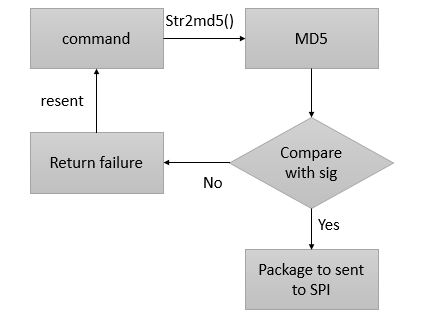 Str2md5()
command
MD5
resent
Return failure
Compare
with sig
No
Yes
Package to sent
to SPI